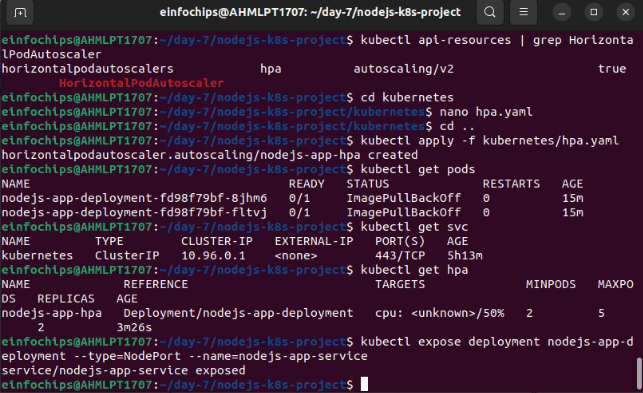 einfochips@AHMLPT1707: ~/day-7/nodejs-k8s-project
einfochips@AHMLPT1707:~/day-7/nodejs-k8s-project$ kubectl api-resources | grep Horizonta
lPodAutoscaler
horizontalpodautoscalers hpa autoscaling/v2 true
HorizontalPodAutoscaler
einfochips@AHMLPT1707:~/day-7/nodejs-k8s-project$ cd kubernetes
einfochips@AHMLPT1707:~/day-7/nodejs-k8s-project/kubernetes$ nano hpa.yaml
einfochips@AHMLPT1707:~/day-7/nodejs-k8s-project/kubernetes$ cd ..
einfochips@AHMLPT1707:~/day-7/nodejs-k8s-project$ kubectl apply -f kubernetes/hpa.yaml
horizontalpodautoscaler.autoscaling/nodejs-app-hpa created
einfochips@AHMLPT1707:~/day-7/nodejs-k8s-project$ kubectl get pods
NAME READY STATUS RESTARTS AGE
nodejs-app-deployment-fd98f79bf-8jhm6 0/1 ImagePullBackOff 0 15m
nodejs-app-deployment-fd98f79bf-fltvj 0/1 ImagePullBackOff 0 15m
einfochips@AHMLPT1707:~/day-7/nodejs-k8s-project$ kubectl get svc
NAME TYPE CLUSTER-IP EXTERNAL-IP PORT(S) AGE
kubernetes ClusterIP 10.96.0.1 <none> 443/TCP 5h13m
einfochips@AHMLPT1707:~/day-7/nodejs-k8s-project$ kubectl get hpa
NAME REFERENCE TARGETS MINPODS MAXPO
DS REPLICAS AGE
nodejs-app-hpa Deployment/nodejs-app-deployment cpu: <unknown>/50% 2 5
2 3m26s
einfochips@AHMLPT1707:~/day-7/nodejs-k8s-project$ kubectl expose deployment nodejs-app-d
eployment --type=NodePort --name=nodejs-app-service
service/nodejs-app-service exposed
einfochips@AHMLPT1707:~/day-7/nodejs-k8s-project$